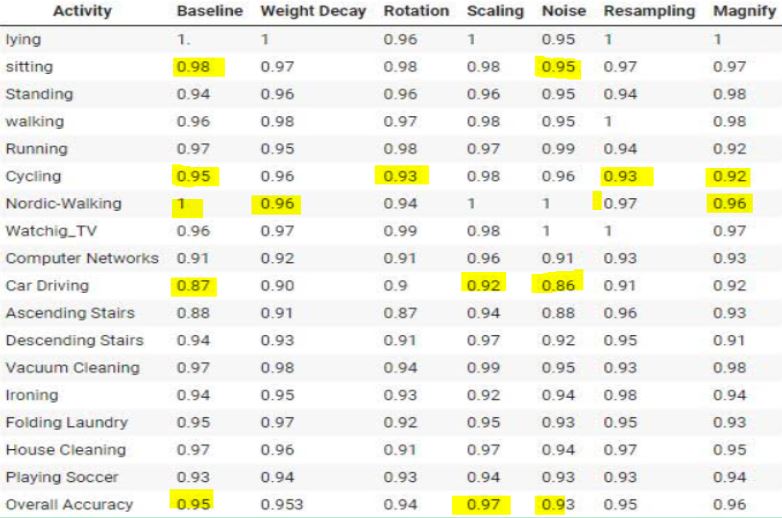 Activity Baseline Weight Decay Rotation Scaling Noise Resampling Magnify
lying 1. 1 0.96 1 0.95 1 1
sitting 0.98 0.97 0.98 0.98 0.95 0.97 0.97
Standing 0.94 0.96 0.96 0.96 0.95 0.94 0.98
walking 0.96 0.98 0.97 0.98 0.95 1 0.98
Running 0.97 0.95 0.98 0.97 0.99 0.94 0.92
Cycling 0.95 0.96 0.93 0.98 0.96 0.93 0.92
Nordic-Walking 1 0.96 0.94 1 1 0.97 0.96
Watchig_TV 0.96 0.97 0.99 0.98 1 1 0.97
Computer Networks 0.91 0.92 0.91 0.96 0.91 0.93 0.93
Car Driving 0.87 0.90 0.9 0.92 0.86 0.91 0.92
Ascending Stairs 0.88 0.91 0.87 0.94 0.88 0.96 0.93
Descending Stairs 0.94 0.93 0.91 0.97 0.92 0.95 0.91
Vacuum Cleaning 0.97 0.98 0.94 0.99 0.95 0.93 0.98
Ironing 0.94 0.95 0.93 0.92 0.94 0.98 0.94
Folding Laundry 0.95 0.97 0.92 0.95 0.93 0.95 0.93
House Cleaning 0.97 0.96 0.91 0.97 0.94 0.97 0.95
Playing Soccer 0.93 0.94 0.93 0.94 0.93 0.93 0.94
Overall Accuracy 0.95 0.953 0.94 0.97 0.93 0.95 0.96